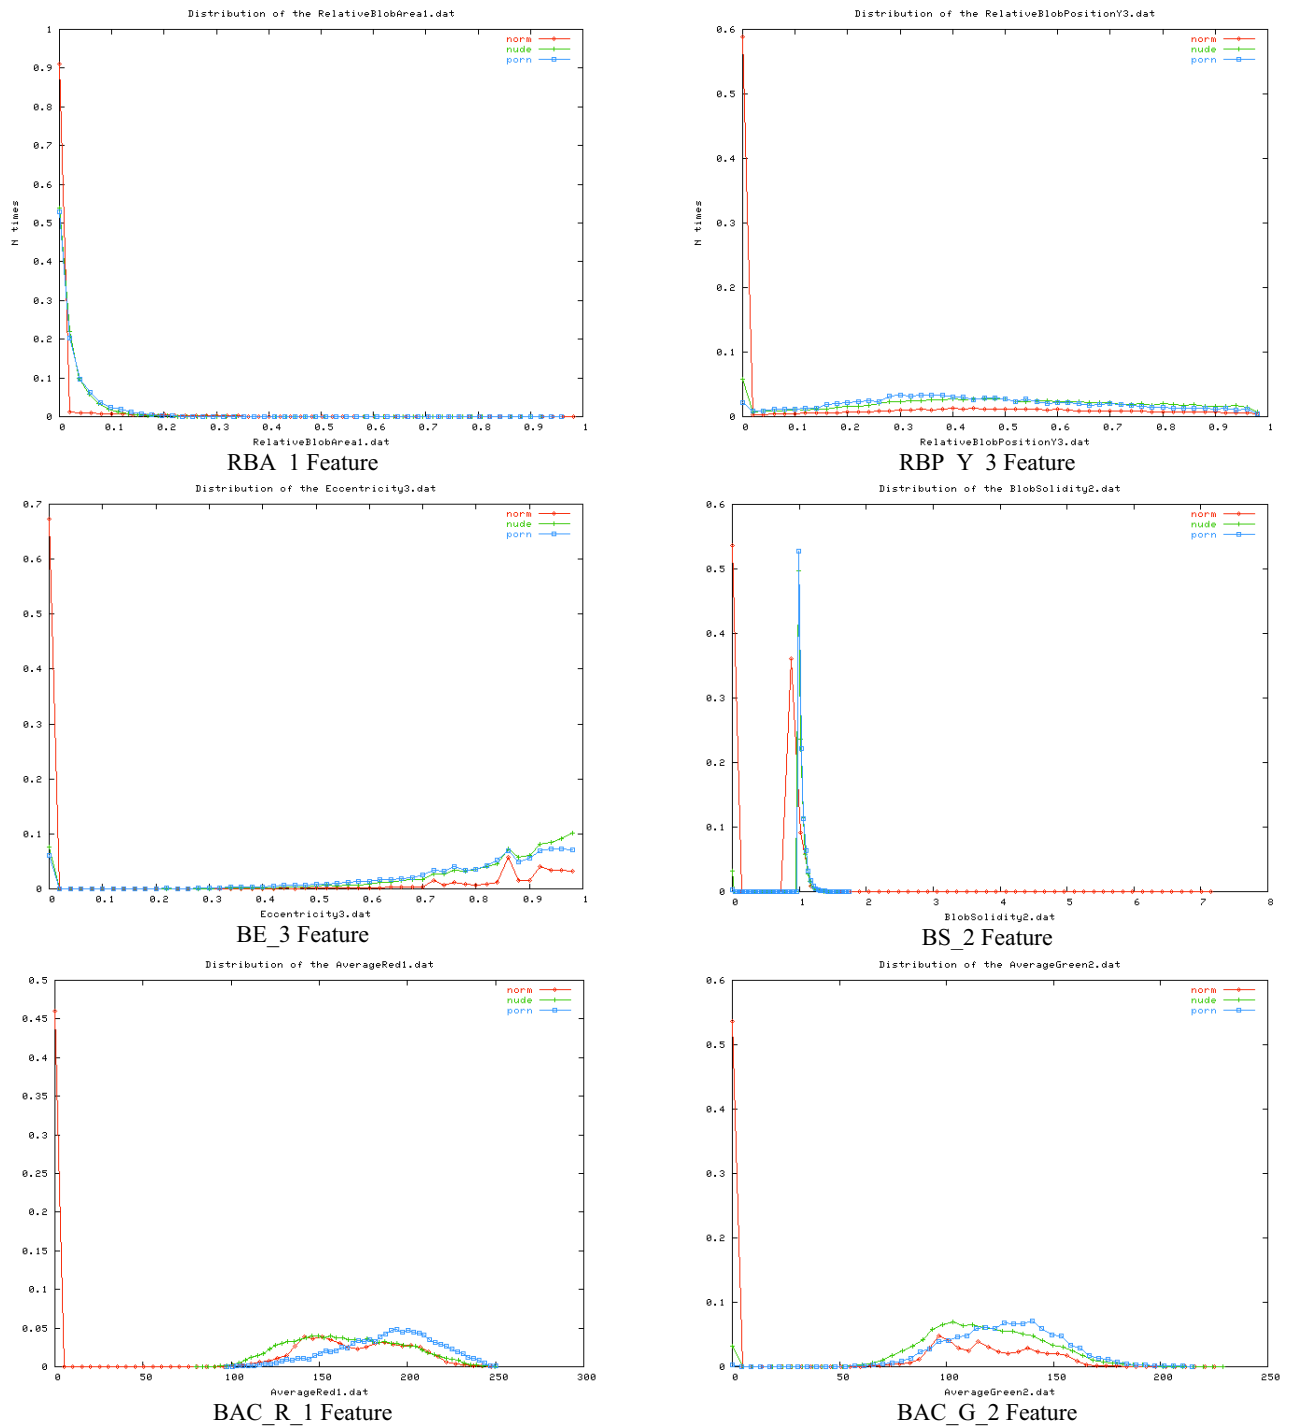 Distribution of the RelativeBlobArea1.dat
norm
nude
porn
1
0.9
0.8
0.7
0.6
0.5
0.4
0.3
0.2
0.1
0
N times
0 0.1 0.2 0.3 0.4 0.5 0.6 0.7 0.8 0.9 1
RelativeBlobArea1.dat
RBA_1 Feature
Distribution of the RelativeBlobPositionY3.dat
norm
nude
porn
0.6
0.5
0.4
0.3
0.2
0.1
0
N times
0 0.1 0.2 0.3 0.4 0.5 0.6 0.7 0.8 0.9 1
RelativeBlobPositionY3.dat
RBP_Y_3 Feature
Distribution of the Eccentricity3.dat
norm
nude
porn
0.7
0.6
0.5
0.4
0.3
0.2
0.1
0
0 0.1 0.2 0.3 0.4 0.5 0.6 0.7 0.8 0.9 1
Eccentricity3.dat
BE_3 Feature
Distribution of the BlobSolidity2.dat
norm
nude
porn
0.6
0.5
0.4
0.3
0.2
0.1
0
0 1 2 3 4 5 6 7 8
BlobSolidity2.dat
BS_2 Feature
Distribution of the AverageRed1.dat
norm
nude
porn
0.5
0.45
0.4
0.35
0.3
0.25
0.2
0.15
0.1
0.05
0
0 50 100 150 200 250 300
AverageRed1.dat
BAC_R_1 Feature
Distribution of the AverageGreen2.dat
norm
nude
porn
0.6
0.5
0.4
0.3
0.2
0.1
0
0 50 100 150 200 250
AverageGreen2.dat
BAC_G_2 Feature